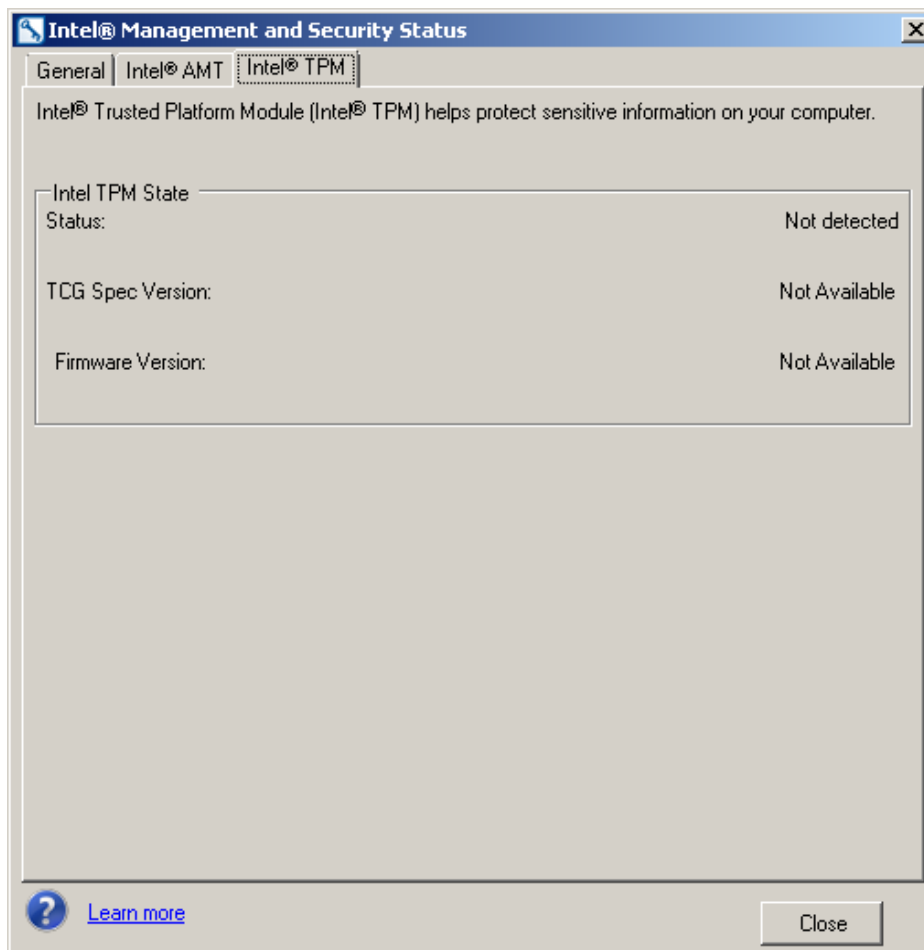 Intel® Management and Security Status
General Intel® AMT Intel® TPM
Intel® Trusted Platform Module (Intel® TPM) helps protect sensitive information on your computer.
Intel TPM State
Status: Not detected
TCG Spec Version: Not Available
Firmware Version: Not Available
? Learn more
Close